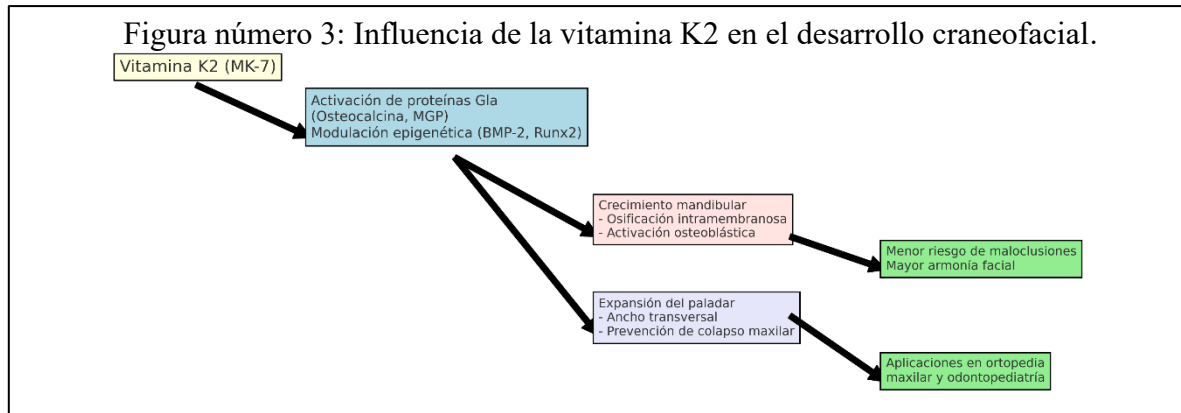 Figura número 3: Influencia de la vitamina K2 en el desarrollo craneofacial.
Vitamina K2 (MK-7)
Activación de proteínas Gla
(Osteocalcina, MGP)
Modulación epigenética (BMP-2, Runx2)
Crecimiento mandibular
- Osificación intramembranosa
- Activación osteoblástica
Menor riesgo de maloclusiones
Mayor armonía facial
Expansión del paladar
- Ancho transversal
- Prevención de colapso maxilar
Aplicaciones en ortopedia
maxilar y odontopediatría